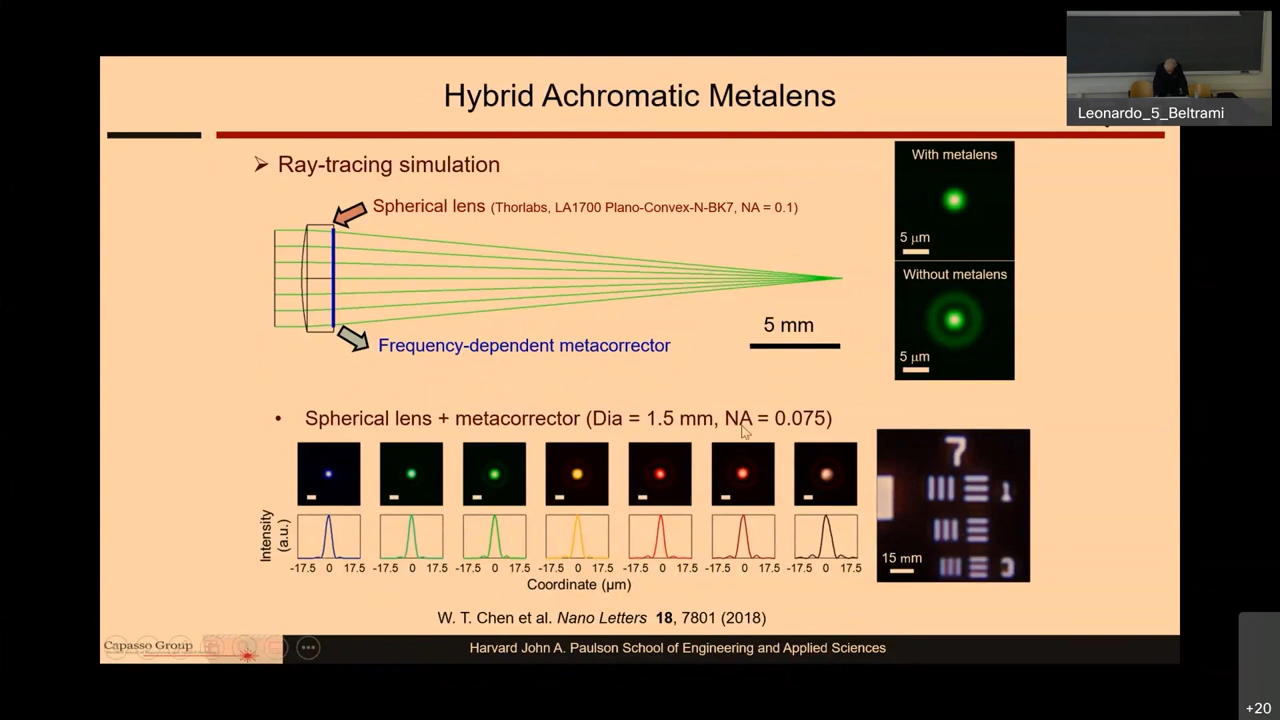 Hybrid Achromatic Metalens
Leonardo_5_Beltrami
➢ Ray-tracing simulation
Spherical lens (Thorlabs, LA1700 Plano-Convex-N-BK7, NA = 0.1)
Frequency-dependent metacorrector
5 mm
With metalens
5 μm
Without metalens
5 μm
• Spherical lens + metacorrector (Dia = 1.5 mm, NA = 0.075)
Intensity
(a.u.)
-17.5 0 17.5 -17.5 0 17.5 -17.5 0 17.5 -17.5 0 17.5 -17.5 0 17.5 -17.5 0 17.5 -17.5 0 17.5
Coordinate (μm)
7
1
3
15 mm
W. T. Chen et al. Nano Letters 18, 7801 (2018)
Capasso Group
Harvard John A. Paulson School of Engineering and Applied Sciences
+20